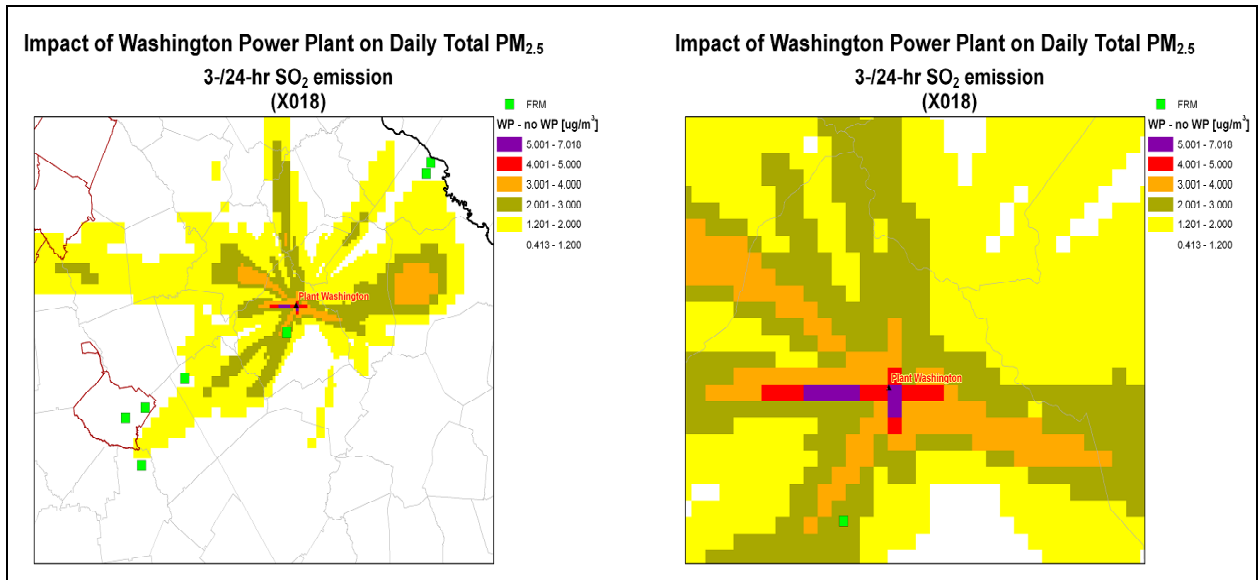 Impact of Washington Power Plant on Daily Total PM2.5
3-/24-hr SO2 emission
(X018)
FRM
WP - no WP [ug/m3]
5.001 - 7.018
4.001 - 5.000
3.001 - 4.000
2.001 - 3.000
1.201 - 2.000
0.413 - 1.200
Plant Washington
Impact of Washington Power Plant on Daily Total PM2.5
3-/24-hr SO2 emission
(X018)
FRM
WP - no WP [ug/m3]
5.001 - 7.018
4.001 - 5.000
3.001 - 4.000
2.001 - 3.000
1.201 - 2.000
0.413 - 1.200
Plant Washington